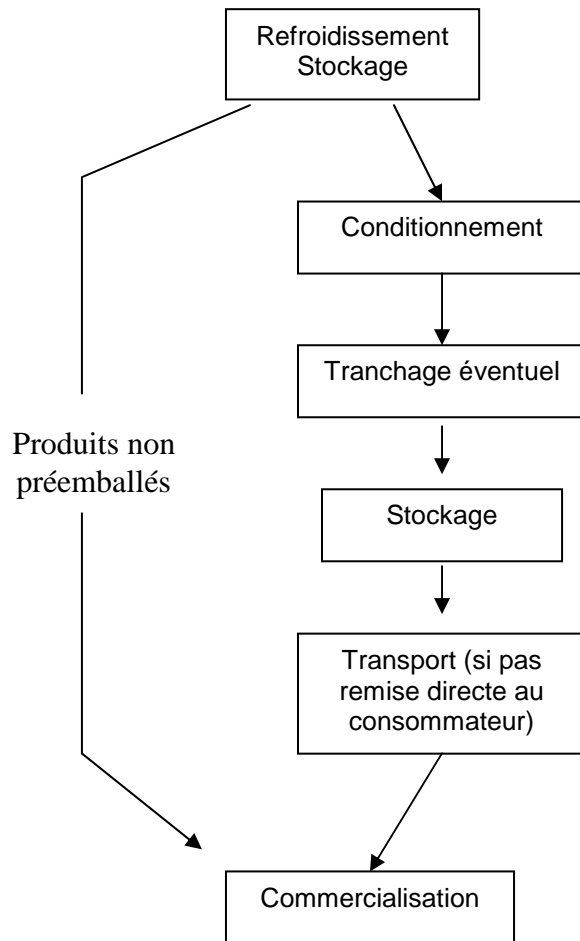 Refroidissement
Stockage
Conditionnement
Tranchage éventuel
Produits non
préemballés
Stockage
Transport (si pas
remise directe au
consommateur)
Commercialisation